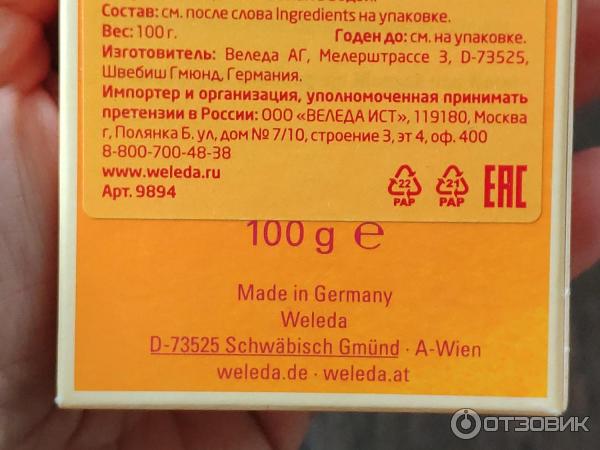 Состав: см. после слова Ingredients на упаковке.
Вес: 100 г. Годен до: см. на упаковке.
Изготовитель: Веледа АГ, Мелерштрассе 3, D-73525,
Швебиш Гмюнд, Германия.
Импортер и организация, уполномоченная принимать
претензии в России: ООО «ВЕЛЕДА ИСТ», 119180, Москва
г, Полянка Б. ул, дом № 7/10, строение 3, эт 4, оф. 400
8-800-700-48-38
www.weleda.ru
Арт. 9894
22 PAP 21 PAP EAC
100 g ℮
Made in Germany
Weleda
D-73525 Schwäbisch Gmünd · A-Wien
weleda.de · weleda.at
ОТЗОВИК